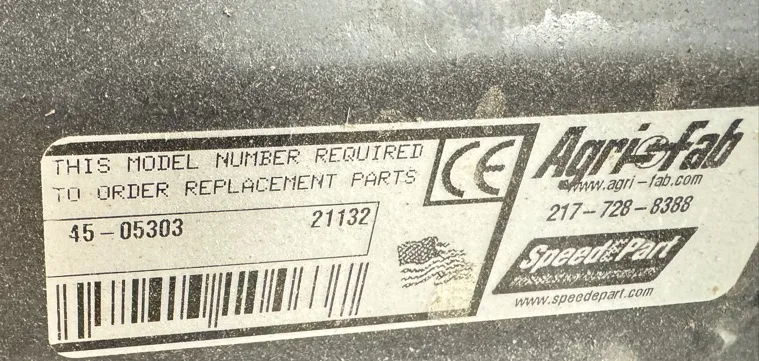 THIS MODEL NUMBER REQUIRED
TO ORDER REPLACEMENT PARTS
45-05303 21132
CE
Agri-Fab
www.agri-fab.com
217-728-8388
SpeedePart
www.speedepart.com